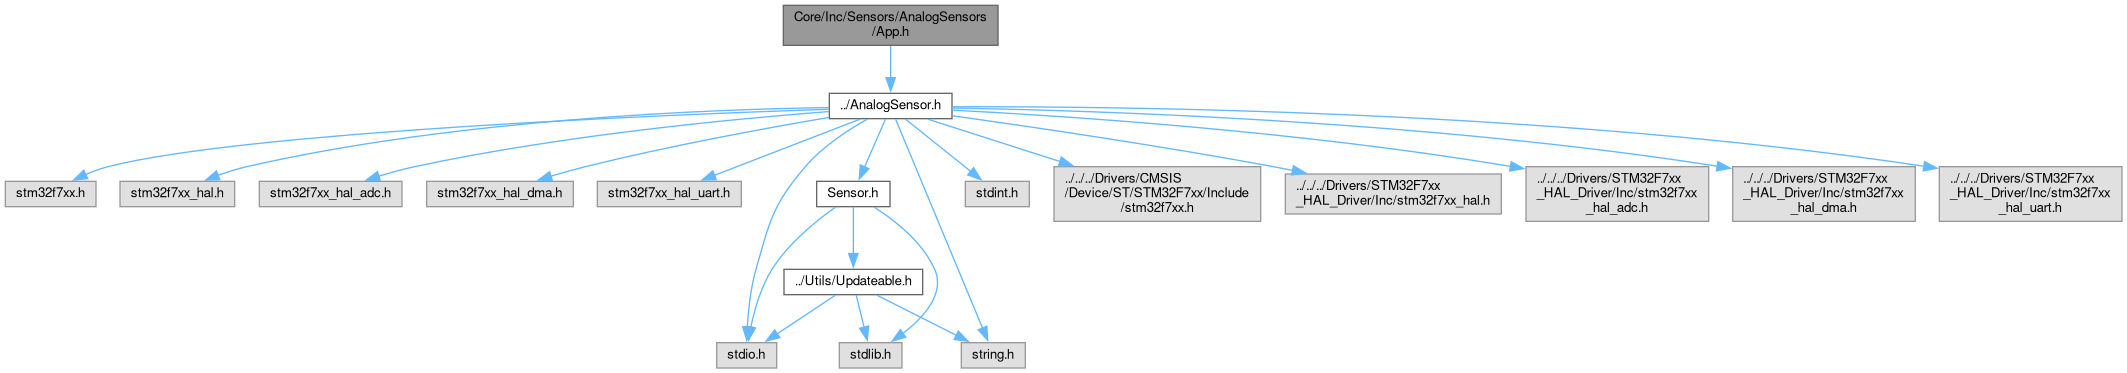 Core/Inc/Sensors/AnalogSensors
/App.h
../AnalogSensor.h
stm32f7xx.h
stm32f7xx_hal.h
stm32f7xx_hal_adc.h
stm32f7xx_hal_dma.h
stm32f7xx_hal_uart.h
Sensor.h
stdint.h
../../../Drivers/CMSIS
/Device/ST/STM32F7xx/Include
/stm32f7xx.h
../../../Drivers/STM32F7xx
_HAL_Driver/Inc/stm32f7xx_hal.h
../../../Drivers/STM32F7xx
_HAL_Driver/Inc/stm32f7xx
_hal_adc.h
../../../Drivers/STM32F7xx
_HAL_Driver/Inc/stm32f7xx
_hal_dma.h
../../../Drivers/STM32F7xx
_HAL_Driver/Inc/stm32f7xx
_hal_uart.h
../Utils/Updateable.h
stdio.h
stdlib.h
string.h